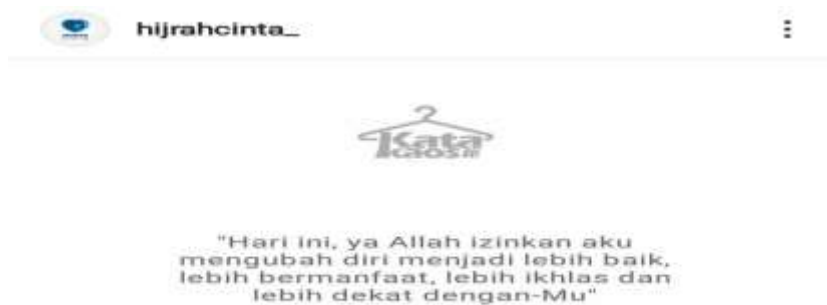 hijrahcinta_
Kata
Kaos
"Hari ini, ya Allah izinkan aku
mengubah diri menjadi lebih baik,
lebih bermanfaat, lebih ikhlas dan
lebih dekat dengan-Mu"